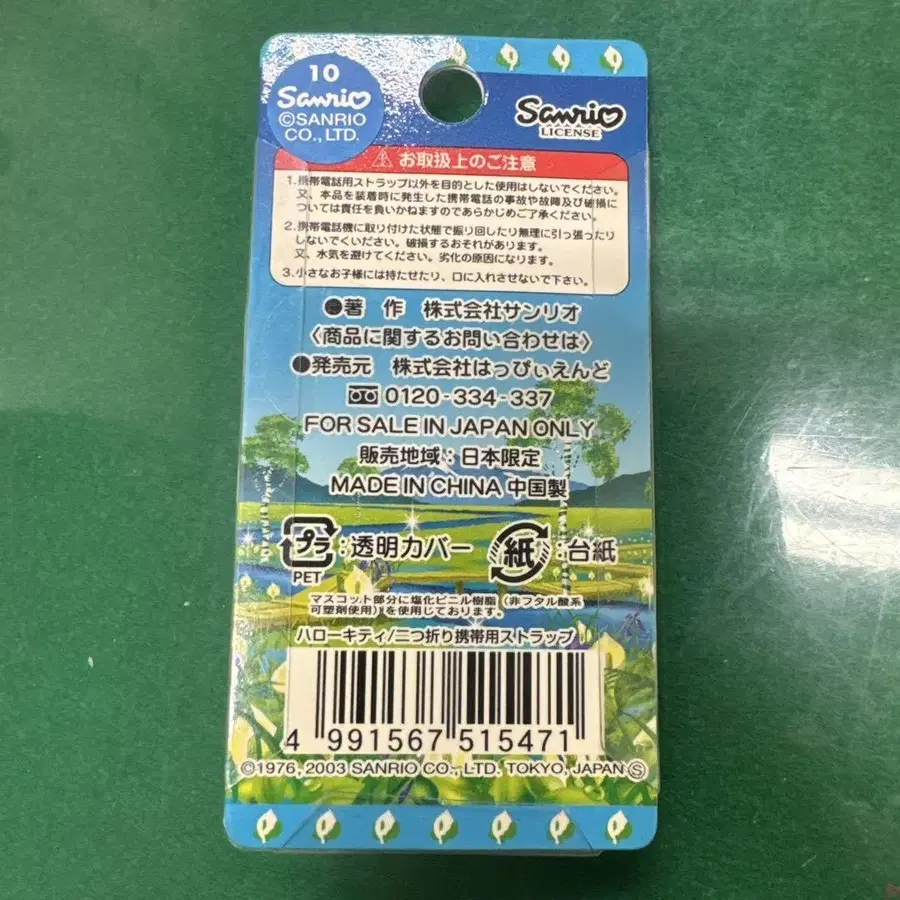 10
Sanrio
©SANRIO
CO., LTD.
Sanrio
LICENSE
お取扱上のご注意
1.携帯電話用ストラップ以外を目的とした使用はしないでください。
又、本品を装着時に発生した携帯電話の事故や故障及び破損に
ついては責任を負いかねますのであらかじめご了承ください。
2.携帯電話機に取り付けた状態で振り回したり無理に引っ張ったり
しないでください。破損するおそれがあります。
又、水気を避けてください。劣化の原因になります。
3.小さなお子様には持たせたり、口に入れさせないで下さい。
●著 作 株式会社サンリオ
〈商品に関するお問い合わせは〉
●発売元 株式会社はっぴぃえんど
0120-334-337
FOR SALE IN JAPAN ONLY
販売地域：日本限定
MADE IN CHINA 中国製
プラ：透明カバー
PET
紙：台紙
マスコット部分に塩化ビニル樹脂（非フタル酸系
可塑剤使用）を使用しております。
ハローキティ/二つ折り携帯用ストラップ
4 991567 515471
©1976, 2003 SANRIO CO., LTD. TOKYO, JAPAN Ⓢ